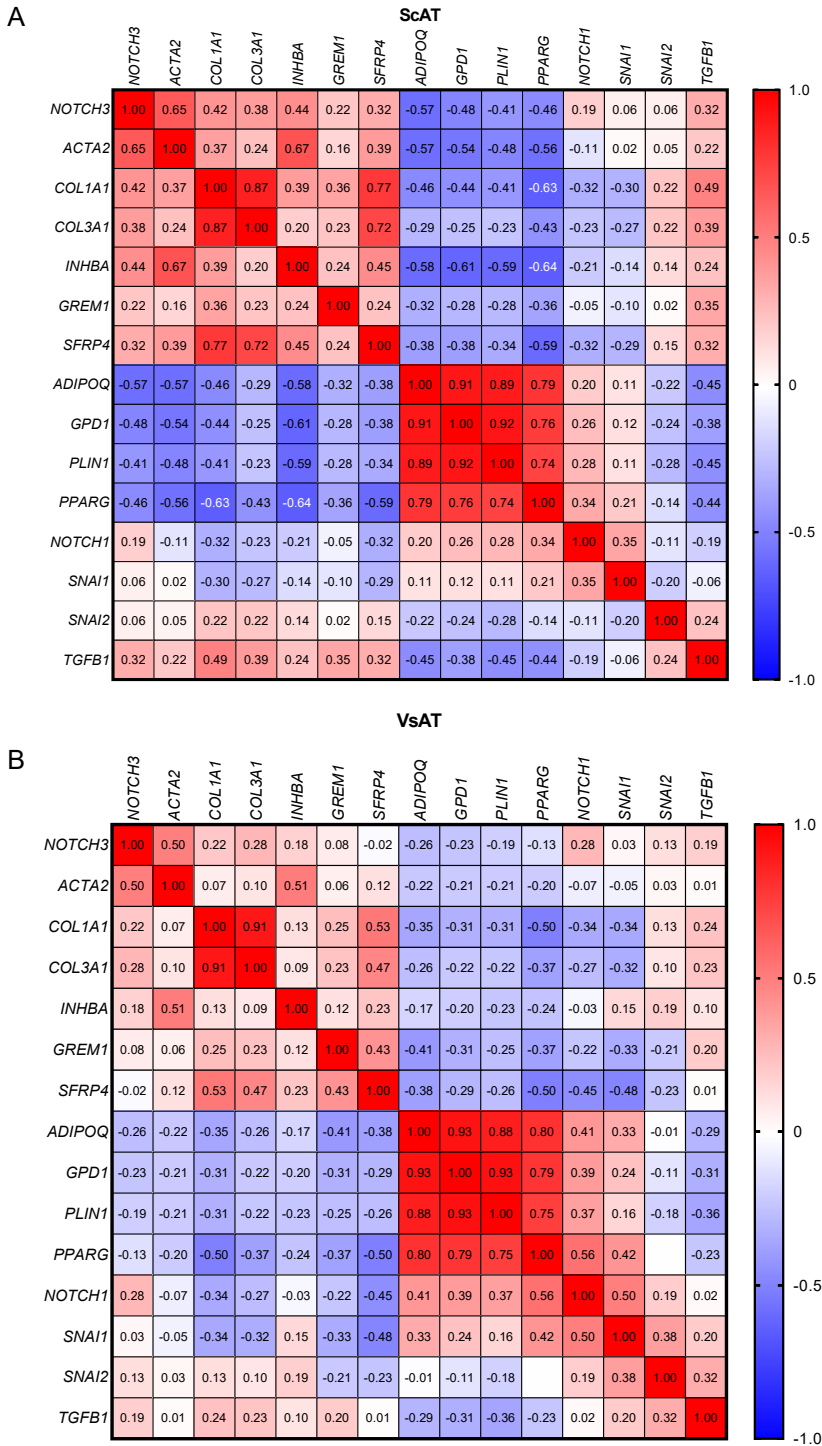 A
ScAT
NOTCH3 ACTA2 COL1A1 COL3A1 INHBA GREM1 SFRP4 ADIPOQ GPD1 PLIN1 PPARG NOTCH1 SNAI1 SNAI2 TGFB1
NOTCH3 1.00 0.65 0.42 0.38 0.44 0.22 0.32 -0.57 -0.48 -0.41 -0.46 0.19 0.06 0.06 0.32
ACTA2 0.65 1.00 0.37 0.24 0.67 0.16 0.39 -0.57 -0.54 -0.48 -0.56 -0.11 0.02 0.05 0.22
COL1A1 0.42 0.37 1.00 0.87 0.39 0.36 0.77 -0.46 -0.44 -0.41 -0.63 -0.32 -0.30 0.22 0.49
COL3A1 0.38 0.24 0.87 1.00 0.20 0.23 0.72 -0.29 -0.25 -0.23 -0.43 -0.23 -0.27 0.22 0.39
INHBA 0.44 0.67 0.39 0.20 1.00 0.24 0.45 -0.58 -0.61 -0.59 -0.64 -0.21 -0.14 0.14 0.24
GREM1 0.22 0.16 0.36 0.23 0.24 1.00 0.24 -0.32 -0.28 -0.28 -0.36 -0.05 -0.10 0.02 0.35
SFRP4 0.32 0.39 0.77 0.72 0.45 0.24 1.00 -0.38 -0.38 -0.34 -0.59 -0.32 -0.29 0.15 0.32
ADIPOQ -0.57 -0.57 -0.46 -0.29 -0.58 -0.32 -0.38 1.00 0.91 0.89 0.79 0.20 0.11 -0.22 -0.45
GPD1 -0.48 -0.54 -0.44 -0.25 -0.61 -0.28 -0.38 0.91 1.00 0.92 0.76 0.26 0.12 -0.24 -0.38
PLIN1 -0.41 -0.48 -0.41 -0.23 -0.59 -0.28 -0.34 0.89 0.92 1.00 0.74 0.28 0.11 -0.28 -0.45
PPARG -0.46 -0.56 -0.63 -0.43 -0.64 -0.36 -0.59 0.79 0.76 0.74 1.00 0.34 0.21 -0.14 -0.44
NOTCH1 0.19 -0.11 -0.32 -0.23 -0.21 -0.05 -0.32 0.20 0.26 0.28 0.34 1.00 0.35 -0.11 -0.19
SNAI1 0.06 0.02 -0.30 -0.27 -0.14 -0.10 -0.29 0.11 0.12 0.11 0.21 0.35 1.00 -0.20 -0.06
SNAI2 0.06 0.05 0.22 0.22 0.14 0.02 0.15 -0.22 -0.24 -0.28 -0.14 -0.11 -0.20 1.00 0.24
TGFB1 0.32 0.22 0.49 0.39 0.24 0.35 0.32 -0.45 -0.38 -0.45 -0.44 -0.19 -0.06 0.24 1.00
1.0
0.5
0
-0.5
-1.0
VsAT
B
NOTCH3 ACTA2 COL1A1 COL3A1 INHBA GREM1 SFRP4 ADIPOQ GPD1 PLIN1 PPARG NOTCH1 SNAI1 SNAI2 TGFB1
NOTCH3 1.00 0.50 0.22 0.28 0.18 0.08 -0.02 -0.26 -0.23 -0.19 -0.13 0.28 0.03 0.13 0.19
ACTA2 0.50 1.00 0.07 0.10 0.51 0.06 0.12 -0.22 -0.21 -0.21 -0.20 -0.07 -0.05 0.03 0.01
COL1A1 0.22 0.07 1.00 0.91 0.13 0.25 0.53 -0.35 -0.31 -0.31 -0.50 -0.34 -0.34 0.13 0.24
COL3A1 0.28 0.10 0.91 1.00 0.09 0.23 0.47 -0.26 -0.22 -0.22 -0.37 -0.27 -0.32 0.10 0.23
INHBA 0.18 0.51 0.13 0.09 1.00 0.12 0.23 -0.17 -0.20 -0.23 -0.24 -0.03 0.15 0.19 0.10
GREM1 0.08 0.06 0.25 0.23 0.12 1.00 0.43 -0.41 -0.31 -0.25 -0.37 -0.22 -0.33 -0.21 0.20
SFRP4 -0.02 0.12 0.53 0.47 0.23 0.43 1.00 -0.38 -0.29 -0.26 -0.50 -0.45 -0.48 -0.23 0.01
ADIPOQ -0.26 -0.22 -0.35 -0.26 -0.17 -0.41 -0.38 1.00 0.93 0.88 0.80 0.41 0.33 -0.01 -0.29
GPD1 -0.23 -0.21 -0.31 -0.22 -0.20 -0.31 -0.29 0.93 1.00 0.93 0.79 0.39 0.24 -0.11 -0.31
PLIN1 -0.19 -0.21 -0.31 -0.22 -0.23 -0.25 -0.26 0.88 0.93 1.00 0.75 0.37 0.16 -0.18 -0.36
PPARG -0.13 -0.20 -0.50 -0.37 -0.24 -0.37 -0.50 0.80 0.79 0.75 1.00 0.56 0.42 -0.23
NOTCH1 0.28 -0.07 -0.34 -0.27 -0.03 -0.22 -0.45 0.41 0.39 0.37 0.56 1.00 0.50 0.19 0.02
SNAI1 0.03 -0.05 -0.34 -0.32 0.15 -0.33 -0.48 0.33 0.24 0.16 0.42 0.50 1.00 0.38 0.20
SNAI2 0.13 0.03 0.13 0.10 0.19 -0.21 -0.23 -0.01 -0.11 -0.18 0.19 0.38 1.00 0.32
TGFB1 0.19 0.01 0.24 0.23 0.10 0.20 0.01 -0.29 -0.31 -0.36 -0.23 0.02 0.20 0.32 1.00
1.0
0.5
0
-0.5
-1.0